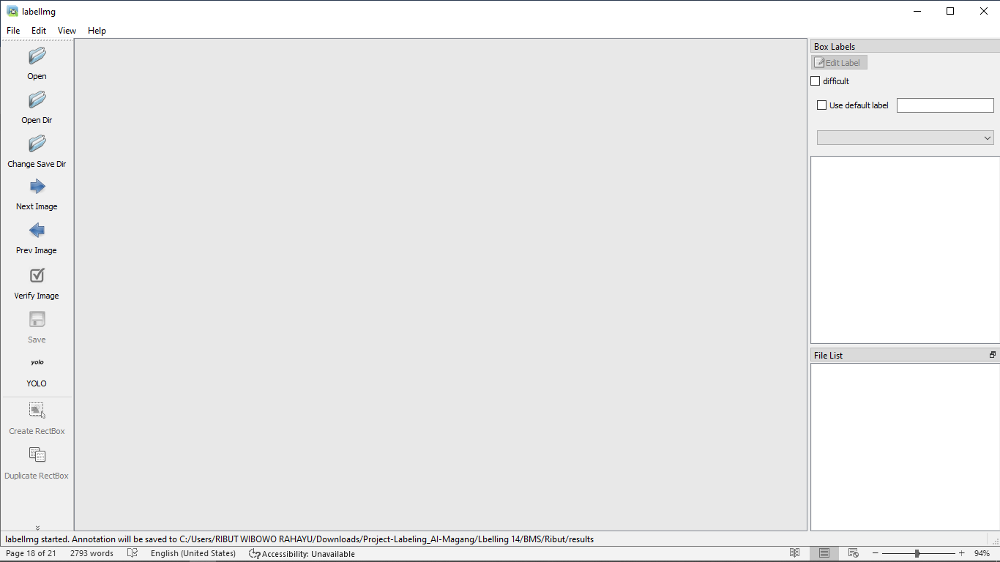 labelImg
File Edit View Help
Open
Open Dir
Change Save Dir
Next Image
Prev Image
Verify Image
Save
yolo
YOLO
Create RectBox
Duplicate RectBox
Box Labels
Edit Label
difficult
Use default label
File List
labelImg started. Annotation will be saved to C:/Users/RIBUT WIBOWO RAHAYU/Downloads/Project-Labeling_AI-Magang/Lbelling 14/BMS/Ribut/results
Page 18 of 21 2793 words English (United States) Accessibility: Unavailable 94%